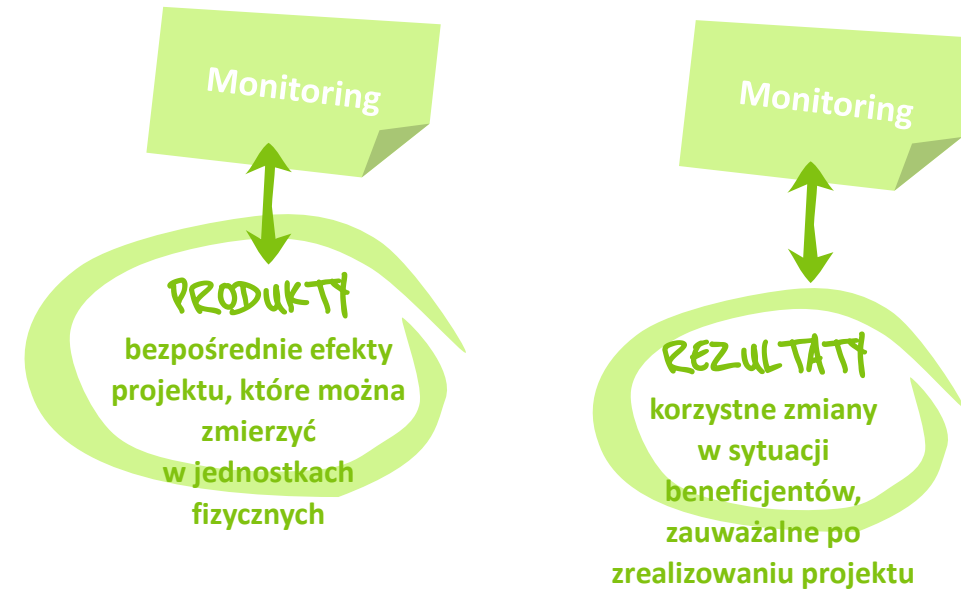 Monitoring
PRODUKTY
bezpośrednie efekty
projektu, które można
zmierzyć
w jednostkach
fizycznych
Monitoring
REZULTATY
korzystne zmiany
w sytuacji
beneficjentów,
zauważalne po
zrealizowaniu projektu